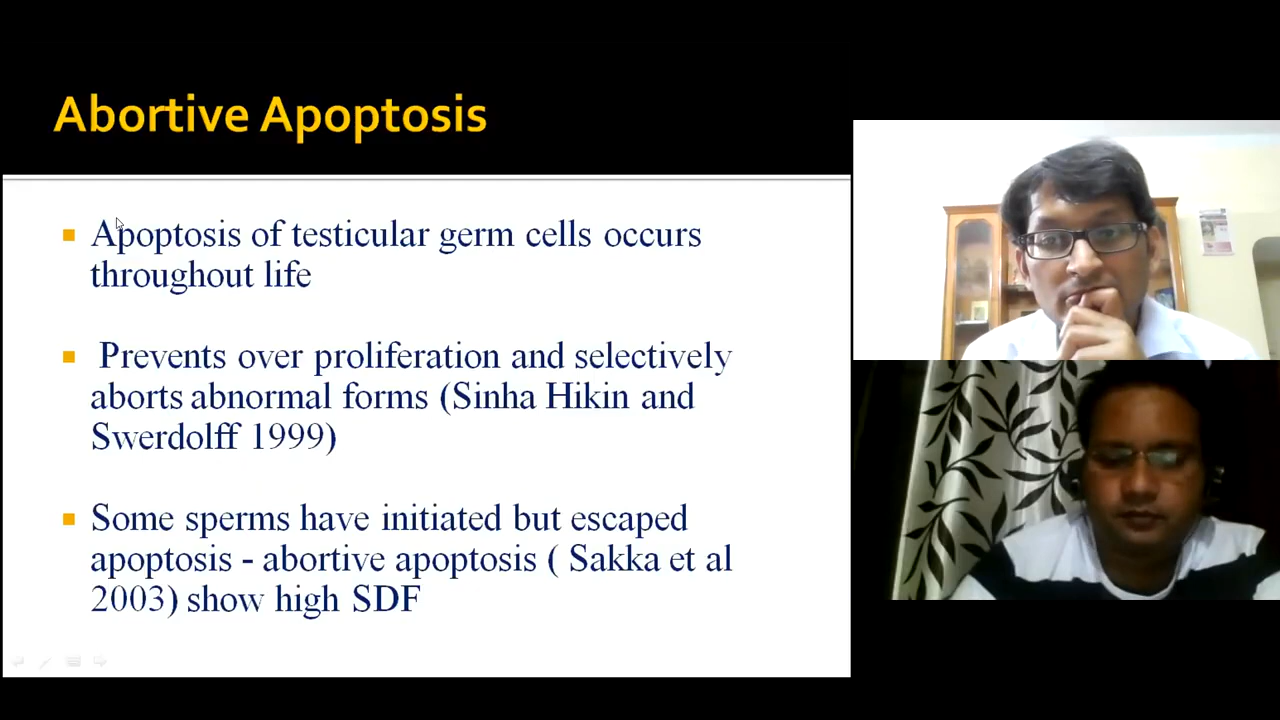 Abortive Apoptosis
Apoptosis of testicular germ cells occurs
throughout life
Prevents over proliferation and selectively
aborts abnormal forms (Sinha Hikin and
Swerdolff 1999)
Some sperms have initiated but escaped
apoptosis - abortive apoptosis ( Sakka et al
2003) show high SDF